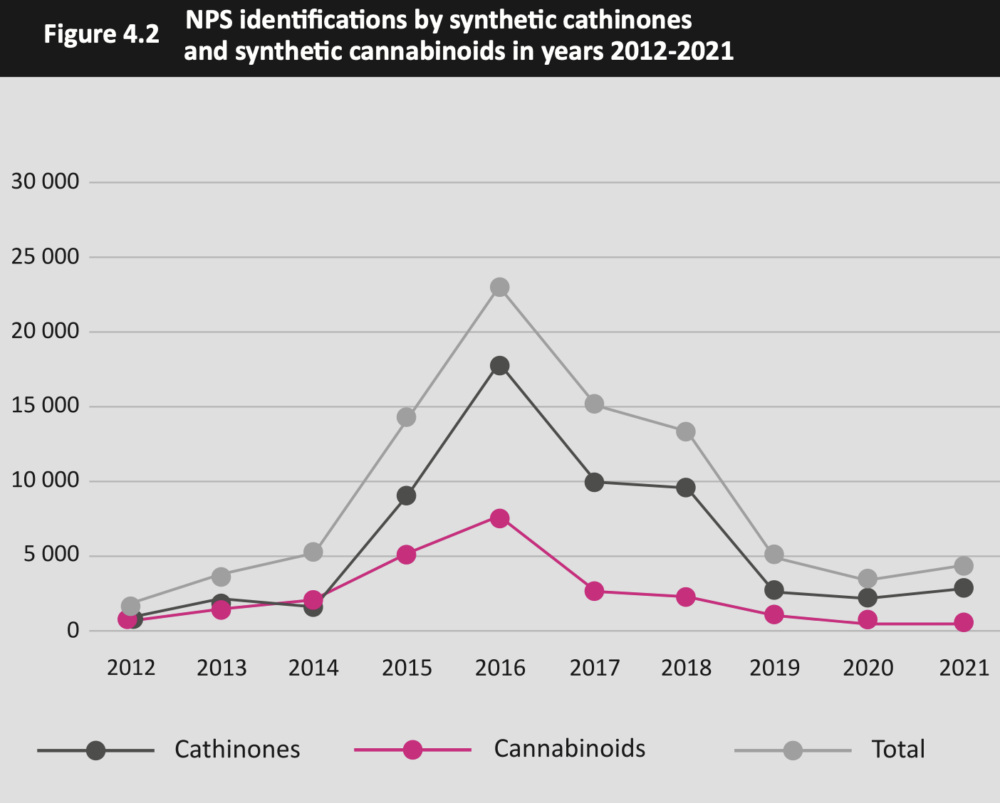 Figure 4.2
NPS identifications by synthetic cathinones
and synthetic cannabinoids in years 2012-2021
30 000
25 000
20 000
15 000
10 000
5 000
0
2012 2013 2014 2015 2016 2017 2018 2019 2020 2021
Cathinones Cannabinoids Total